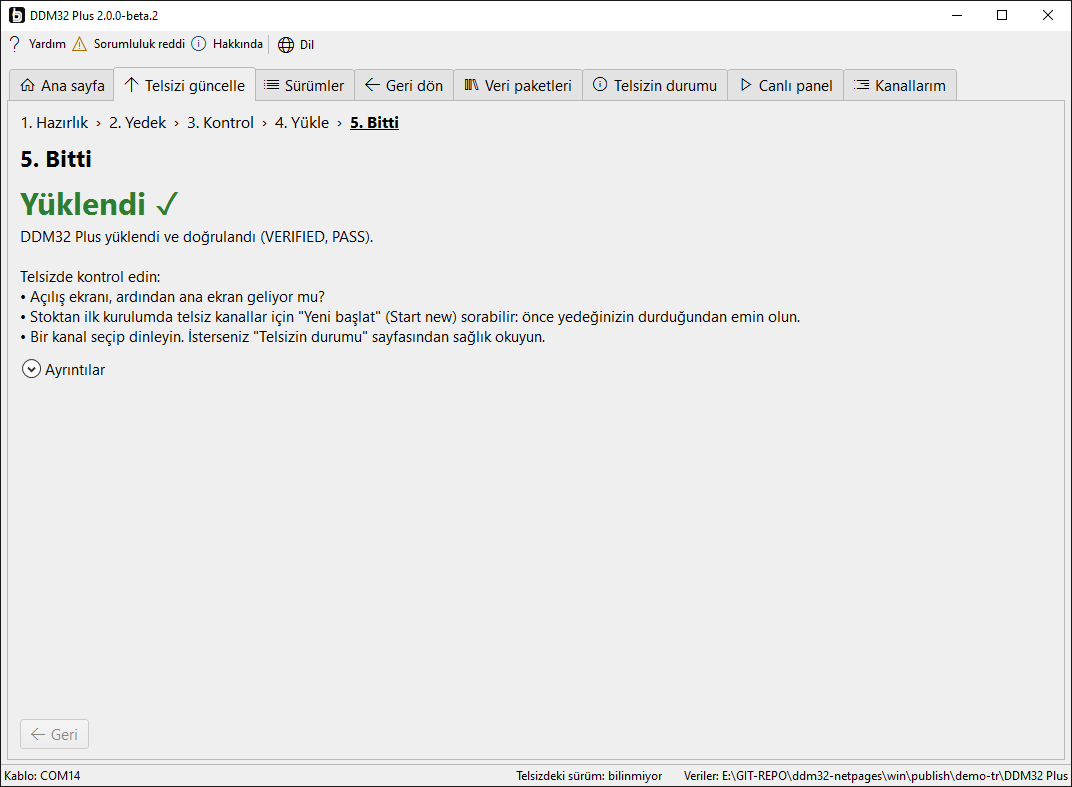 DDM32 Plus 2.0.0-beta.2
Yardım Sorumluluk reddi Hakkında Dil
Ana sayfa Telsizi güncelle Sürümler Geri dön Veri paketleri Telsizin durumu Canlı panel Kanallarım
1. Hazırlık › 2. Yedek › 3. Kontrol › 4. Yükle › 5. Bitti
5. Bitti
Yüklendi ✓
DDM32 Plus yüklendi ve doğrulandı (VERIFIED, PASS).
Telsizde kontrol edin:
• Açılış ekranı, ardından ana ekran geliyor mu?
• Stoktan ilk kurulumda telsiz kanallar için "Yeni başlat" (Start new) sorabilir: önce yedeğinizin durduğundan emin olun.
• Bir kanal seçip dinleyin. İsterseniz "Telsizin durumu" sayfasından sağlık okuyun.
Ayrıntılar
Geri
Kablo: COM14 Telsizdeki sürüm: bilinmiyor Veriler: E:\GIT-REPO\ddm32-netpages\win\publish\demo-tr\DDM32 Plus